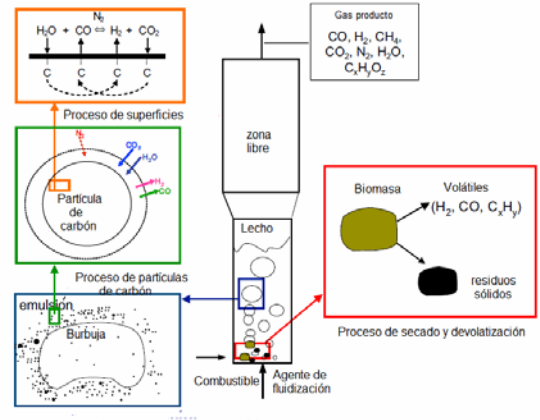 N₂
H₂O + CO ⇔ H₂ + CO₂
C C C C
Proceso de superficies
Gas producto
CO, H₂, CH₄,
CO₂, N₂, H₂O,
CₓHᵧO_z
zona
libre
N₂
CO₂
H₂O
H₂
CO
Partícula
de
carbón
Proceso de partículas
de carbón
emulsión
Burbuja
Lecho
Combustible
Agente de
fluidización
Biomasa
Volátiles
(H₂, CO, CₓHᵧ)
residuos
sólidos
Proceso de secado y devolatización